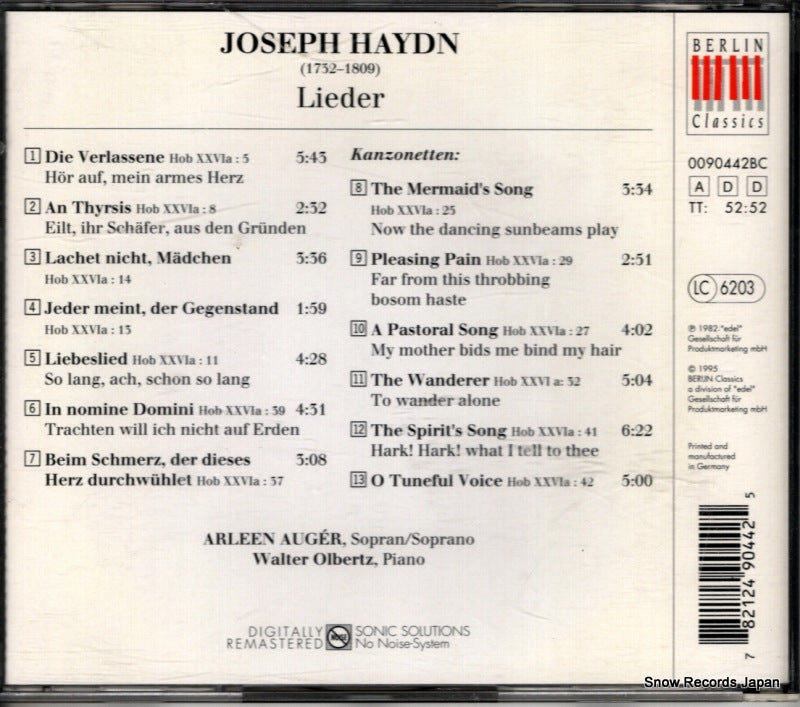 JOSEPH HAYDN
(1732–1809)
Lieder
1 Die Verlassene Hob XXVIa : 5 5:43
Hör auf, mein armes Herz
2 An Thyrsis Hob XXVIa : 8 2:32
Eilt, ihr Schäfer, aus den Gründen
3 Lachet nicht, Mädchen 3:36
Hob XXVIa : 14
4 Jeder meint, der Gegenstand 1:59
Hob XXVIa : 13
5 Liebeslied Hob XXVIa : 11 4:28
So lang, ach, schon so lang
6 In nomine Domini Hob XXVIa : 39 4:31
Trachten will ich nicht auf Erden
7 Beim Schmerz, der dieses 3:08
Herz durchwühlet Hob XXVIa : 37
Kanzonetten:
8 The Mermaid's Song 3:34
Hob XXVIa : 25
Now the dancing sunbeams play
9 Pleasing Pain Hob XXVIa : 29 2:51
Far from this throbbing
bosom haste
10 A Pastoral Song Hob XXVIa : 27 4:02
My mother bids me bind my hair
11 The Wanderer Hob XXVI a: 32 5:04
To wander alone
12 The Spirit's Song Hob XXVIa : 41 6:22
Hark! Hark! what I tell to thee
13 O Tuneful Voice Hob XXVIa : 42 5:00
ARLEEN AUGÉR, Sopran/Soprano
Walter Olbertz, Piano
DIGITALLY
REMASTERED
NOISE
SONIC SOLUTIONS
No Noise-System
BERLIN
Classics
0090442BC
A D D
TT: 52:52
LC 6203
℗ 1982 "edel"
Gesellschaft für
Produktmarketing mbH
© 1995
BERLIN Classics
a division of "edel"
Gesellschaft für
Produktmarketing mbH
Printed and
manufactured
in Germany
7 82124 90442 5
Snow Records Japan